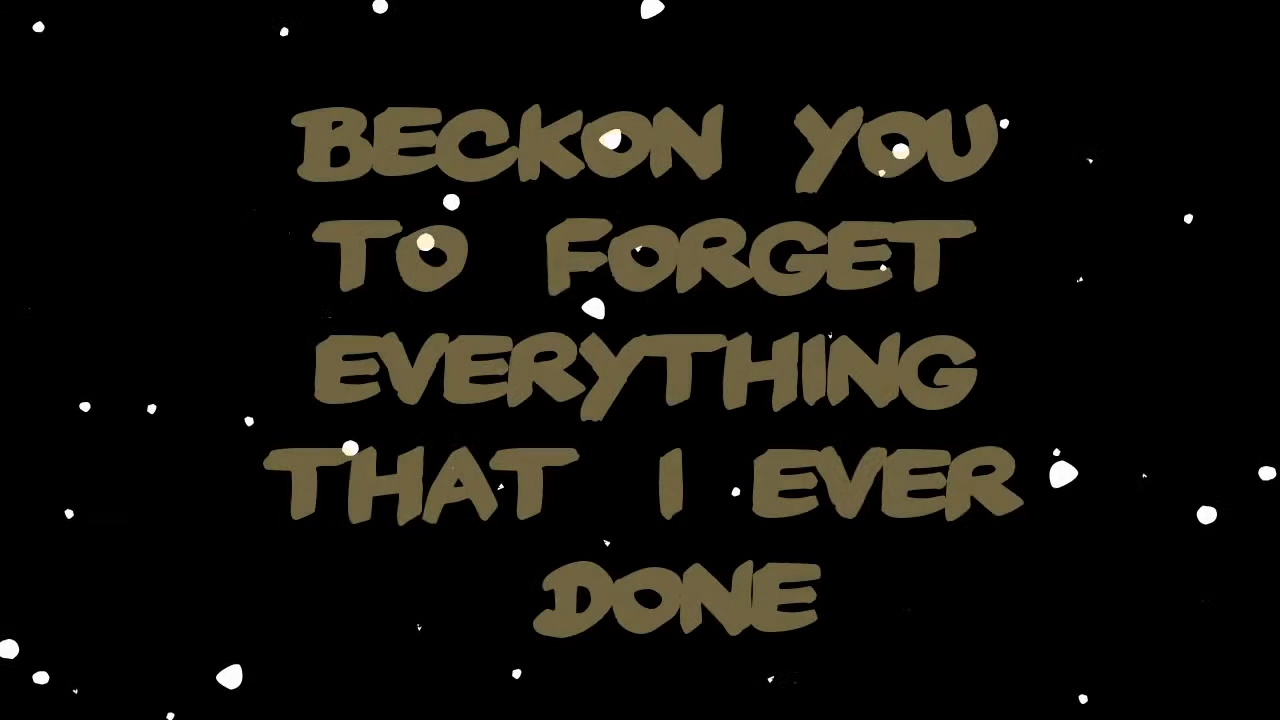 BECKON YOU
TO FORGET
EVERYTHING
THAT I EVER
DONE